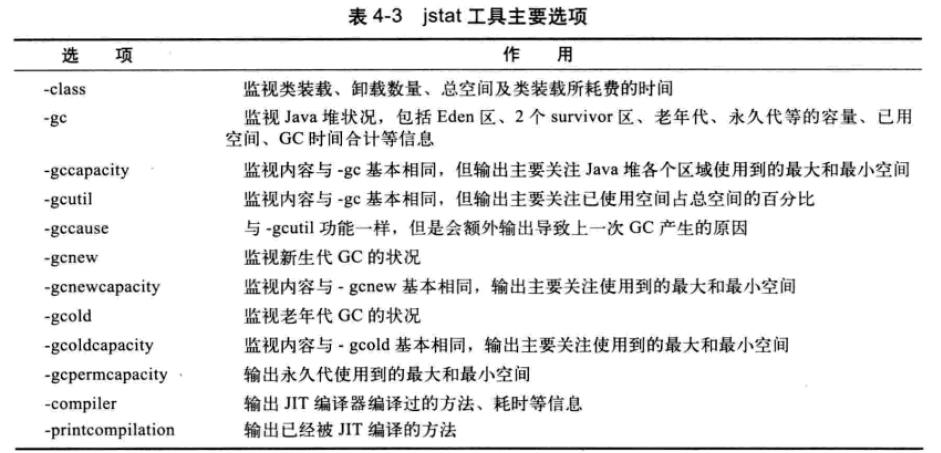 表 4-3 jstat 工具主要选项
选 项 作 用
-class 监视类装载、卸载数量、总空间及类装载所耗费的时间
-gc 监视 Java 堆状况，包括 Eden 区、2 个 survivor 区、老年代、永久代等的容量、已用
空间、GC 时间合计等信息
-gccapacity 监视内容与 -gc 基本相同，但输出主要关注 Java 堆各个区域使用到的最大和最小空间
-gcutil 监视内容与 -gc 基本相同，但输出主要关注已使用空间占总空间的百分比
-gccause 与 -gcutil 功能一样，但是会额外输出导致上一次 GC 产生的原因
-gcnew 监视新生代 GC 的状况
-gcnewcapacity 监视内容与 - gcnew 基本相同，输出主要关注使用到的最大和最小空间
-gcold 监视老年代 GC 的状况
-gcoldcapacity 监视内容与 - gcold 基本相同，输出主要关注使用到的最大和最小空间
-gcpermcapacity 输出永久代使用到的最大和最小空间
-compiler 输出 JIT 编译器编译过的方法、耗时等信息
-printcompilation 输出已经被 JIT 编译的方法